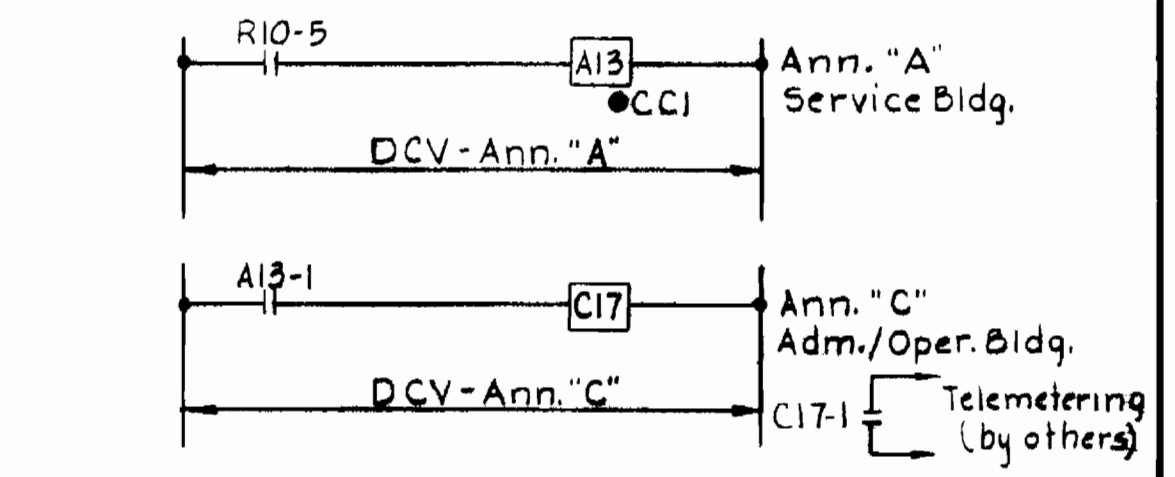 R10-5
A13
Ann. "A"
Service Bldg.
CC1
DCV-Ann. "A"
A13-1
C17
Ann. "C"
Adm./Oper. Bldg.
DCV-Ann. "C"
C17-1
Telemetering
(by others)